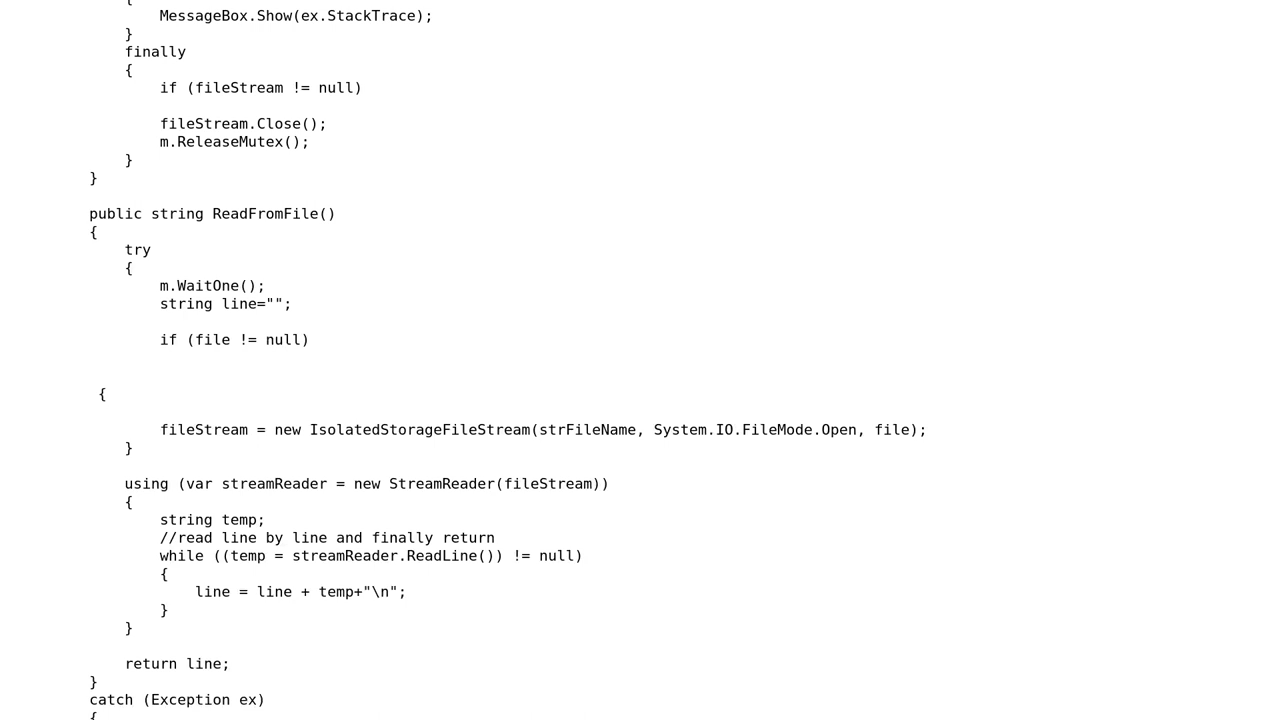 {
MessageBox.Show(ex.StackTrace);
}
finally
{
if (fileStream != null)
fileStream.Close();
m.ReleaseMutex();
}
}
public string ReadFromFile()
{
try
{
m.WaitOne();
string line="";
if (file != null)
{
fileStream = new IsolatedStorageFileStream(strFileName, System.IO.FileMode.Open, file);
}
using (var streamReader = new StreamReader(fileStream))
{
string temp;
//read line by line and finally return
while ((temp = streamReader.ReadLine()) != null)
{
line = line + temp+"\n";
}
}
return line;
}
catch (Exception ex)
{